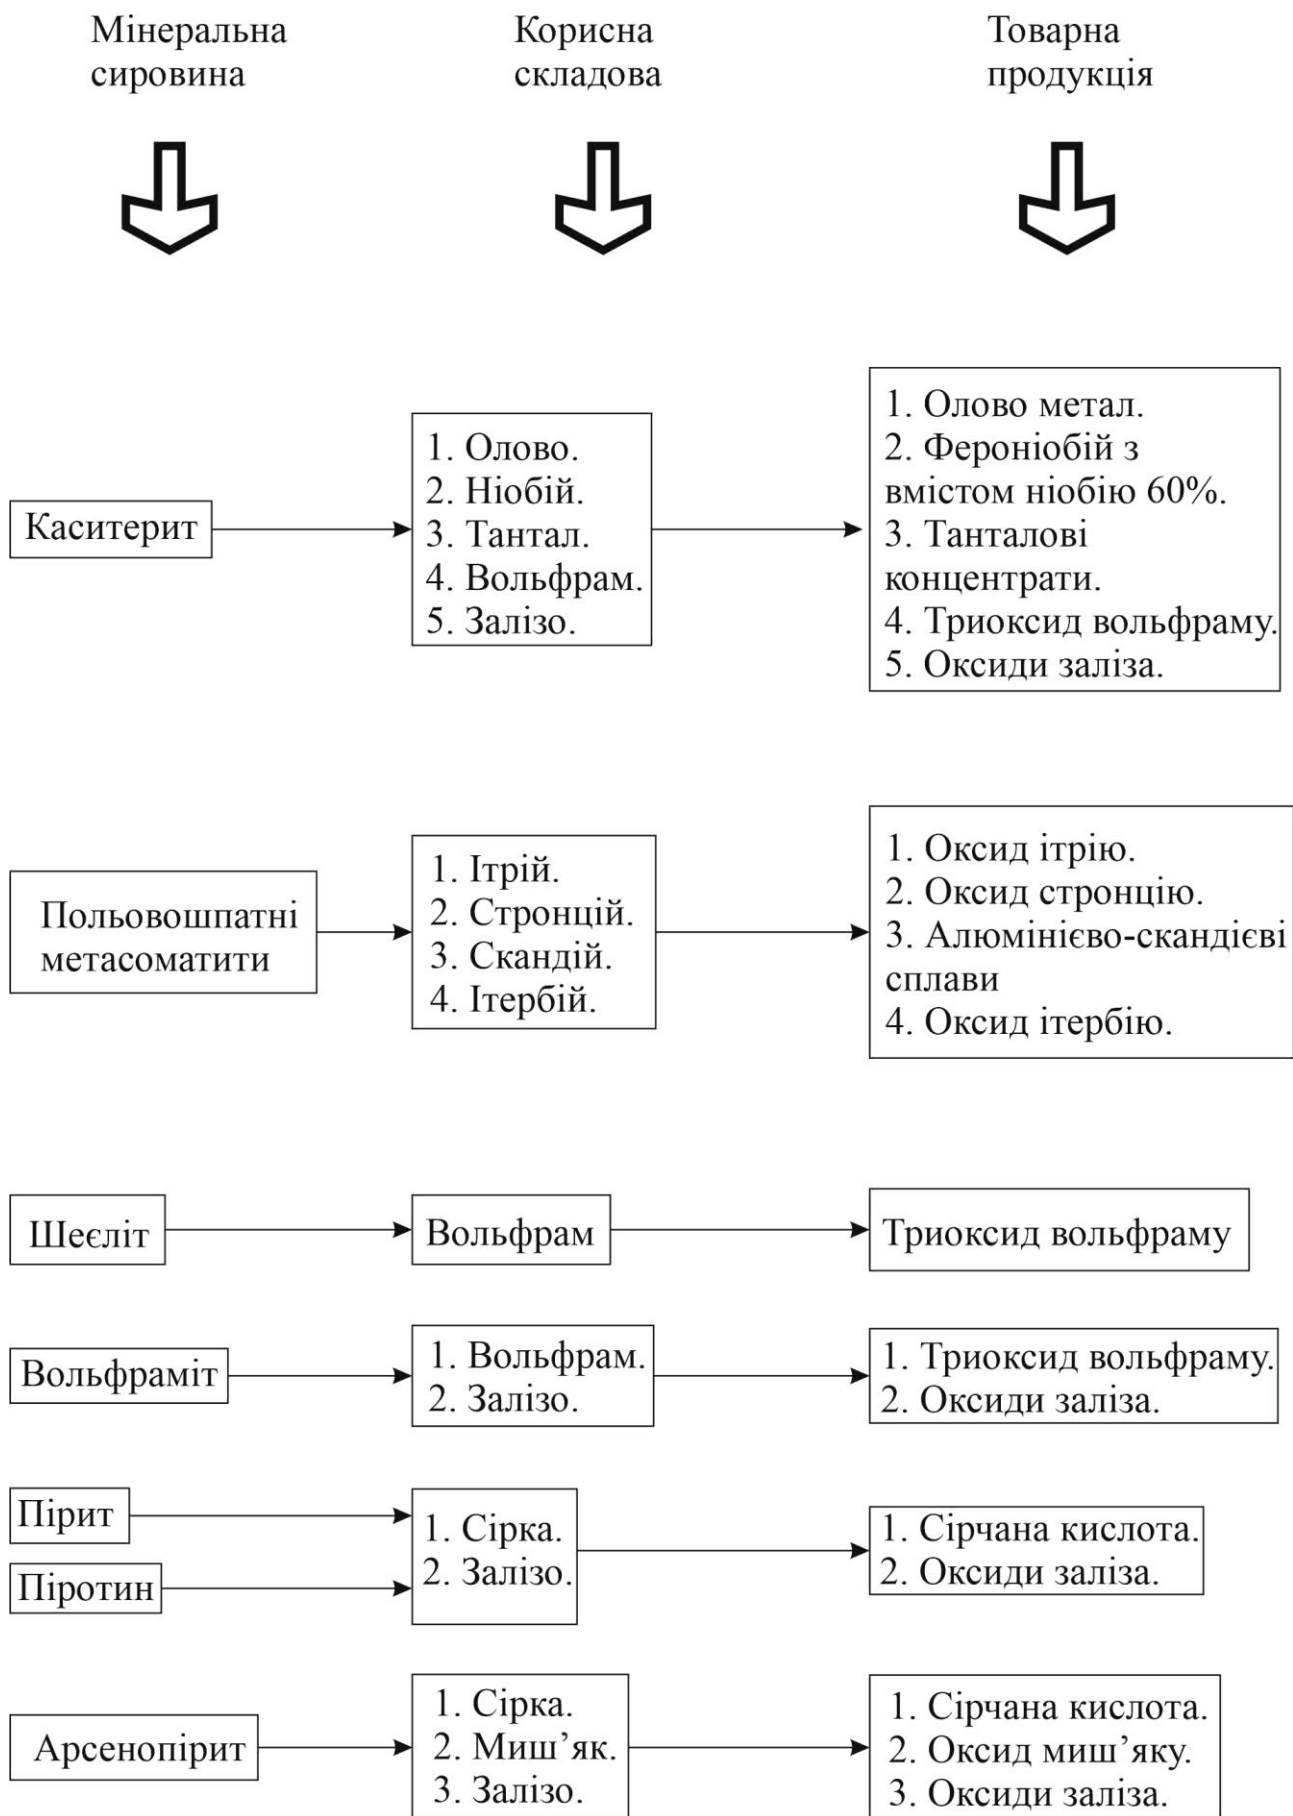 Мінеральна
сировина
Корисна
складова
Товарна
продукція
Каситерит
1. Олово.
2. Ніобій.
3. Тантал.
4. Вольфрам.
5. Залізо.
1. Олово метал.
2. Фероніобій з
вмістом ніобію 60%.
3. Танталові
концентрати.
4. Триоксид вольфраму.
5. Оксиди заліза.
Польовошпатні
метасоматити
1. Ітрій.
2. Стронцій.
3. Скандій.
4. Ітербій.
1. Оксид ітрію.
2. Оксид стронцію.
3. Алюмінієво-скандієві
сплави
4. Оксид ітербію.
Шеєліт
Вольфрам
Триоксид вольфраму
Вольфраміт
1. Вольфрам.
2. Залізо.
1. Триоксид вольфраму.
2. Оксиди заліза.
Пірит
Піротин
1. Сірка.
2. Залізо.
1. Сірчана кислота.
2. Оксиди заліза.
Арсенопірит
1. Сірка.
2. Миш’як.
3. Залізо.
1. Сірчана кислота.
2. Оксид миш’яку.
3. Оксиди заліза.